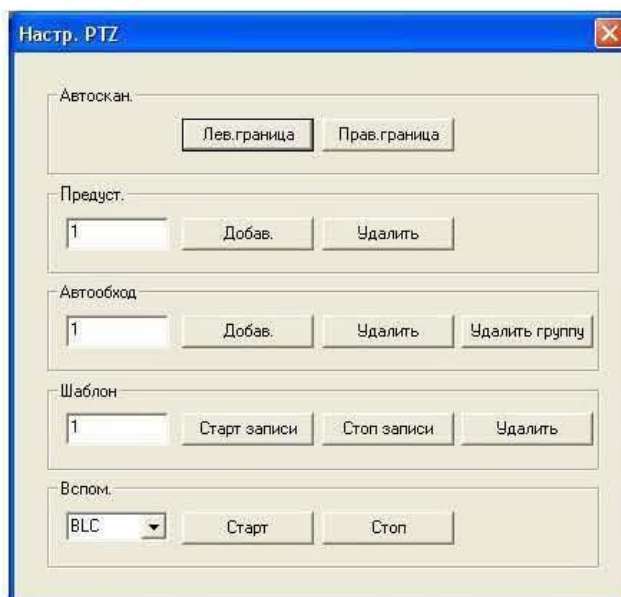 Настр. PTZ
Автоскан.
Лев.граница Прав.граница
Предуст.
1 Добав. Удалить
Автообход
1 Добав. Удалить Удалить группу
Шаблон
1 Старт записи Стоп записи Удалить
Вспом.
BLC Старт Стоп